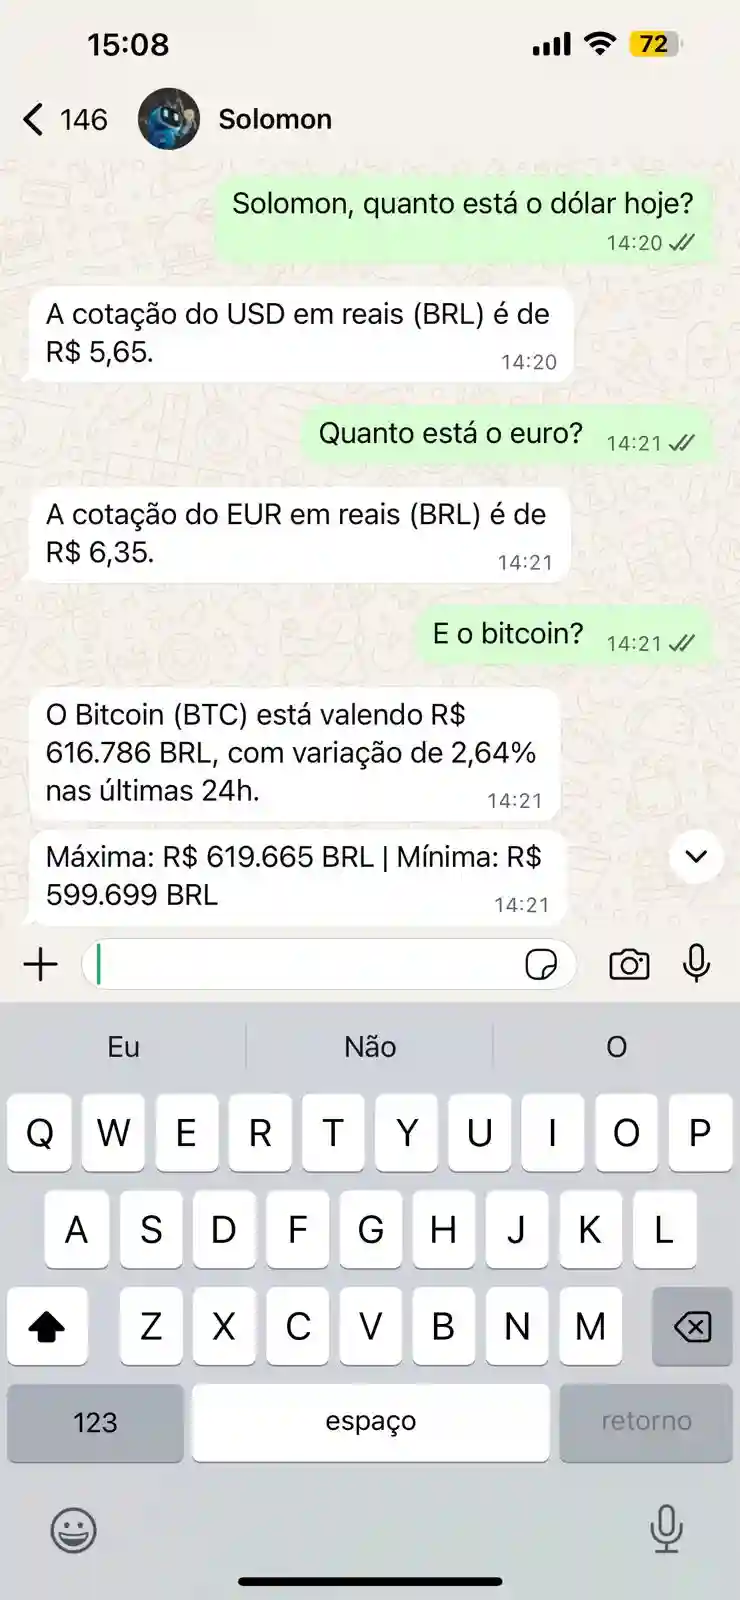 15:08
72
146
Solomon
Solomon, quanto está o dólar hoje?
14:20
A cotação do USD em reais (BRL) é de
R$ 5,65.
14:20
Quanto está o euro?
14:21
A cotação do EUR em reais (BRL) é de
R$ 6,35.
14:21
E o bitcoin?
14:21
O Bitcoin (BTC) está valendo R$
616.786 BRL, com variação de 2,64%
nas últimas 24h.
14:21
Máxima: R$ 619.665 BRL | Mínima: R$
599.699 BRL
14:21
Eu Não O
Q W E R T Y U I O P
A S D F G H J K L
Z X C V B N M
123 espaço retorno